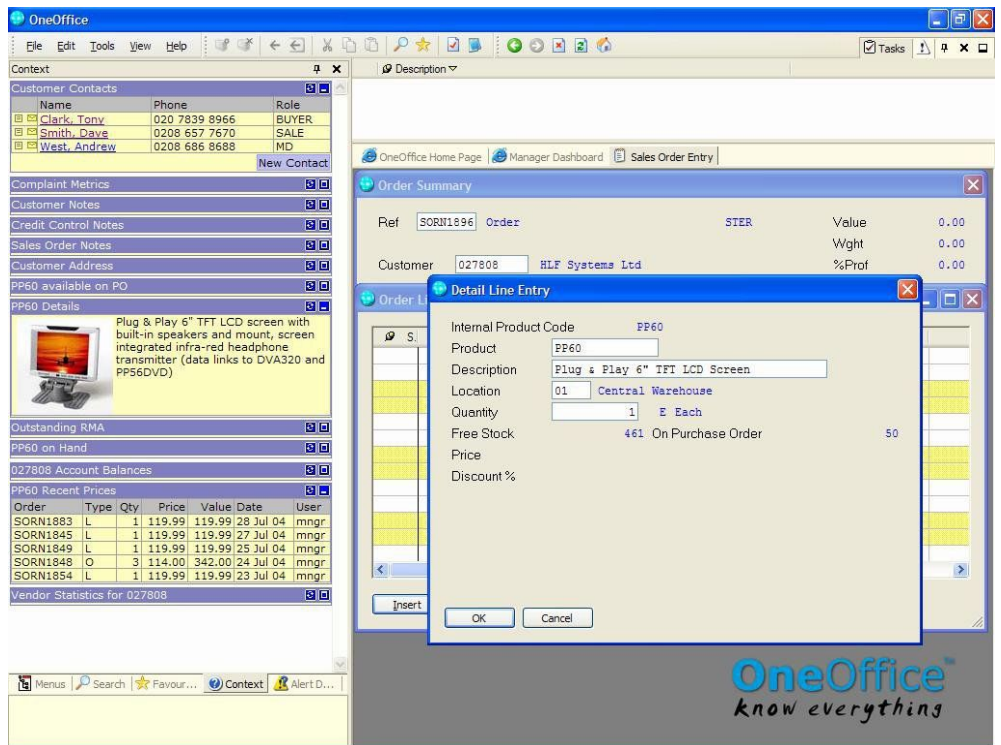 OneOffice
File Edit Tools View Help
Tasks
Context
Description
Customer Contacts
Name Phone Role
Clark, Tony 020 7839 8966 BUYER
Smith, Dave 0208 657 7670 SALE
West, Andrew 0208 686 8688 MD
New Contact
Complaint Metrics
Customer Notes
Credit Control Notes
Sales Order Notes
Customer Address
PP60 available on PO
PP60 Details
Plug & Play 6" TFT LCD screen with
built-in speakers and mount, screen
integrated infra-red headphone
transmitter (data links to DVA320 and
PP56DVD)
Outstanding RMA
PP60 on Hand
027808 Account Balances
PP60 Recent Prices
Order Type Qty Price Value Date User
SORN1883 L 1 119.99 119.99 28 Jul 04 mngr
SORN1845 L 1 119.99 119.99 27 Jul 04 mngr
SORN1849 L 1 119.99 119.99 25 Jul 04 mngr
SORN1848 O 3 114.00 342.00 24 Jul 04 mngr
SORN1854 L 1 119.99 119.99 23 Jul 04 mngr
Vendor Statistics for 027808
Menus Search Favour... Context Alert D...
OneOffice Home Page Manager Dashboard Sales Order Entry
Order Summary
Ref SORN1896 Order STER Value 0.00
Wght 0.00
Customer 027808 HLF Systems Ltd %Prof 0.00
Order Li
S.
Insert
Detail Line Entry
Internal Product Code PP60
Product PP60
Description Plug & Play 6" TFT LCD Screen
Location 01 Central Warehouse
Quantity 1 E Each
Free Stock 461 On Purchase Order 50
Price
Discount %
OK Cancel
OneOffice™
know everything